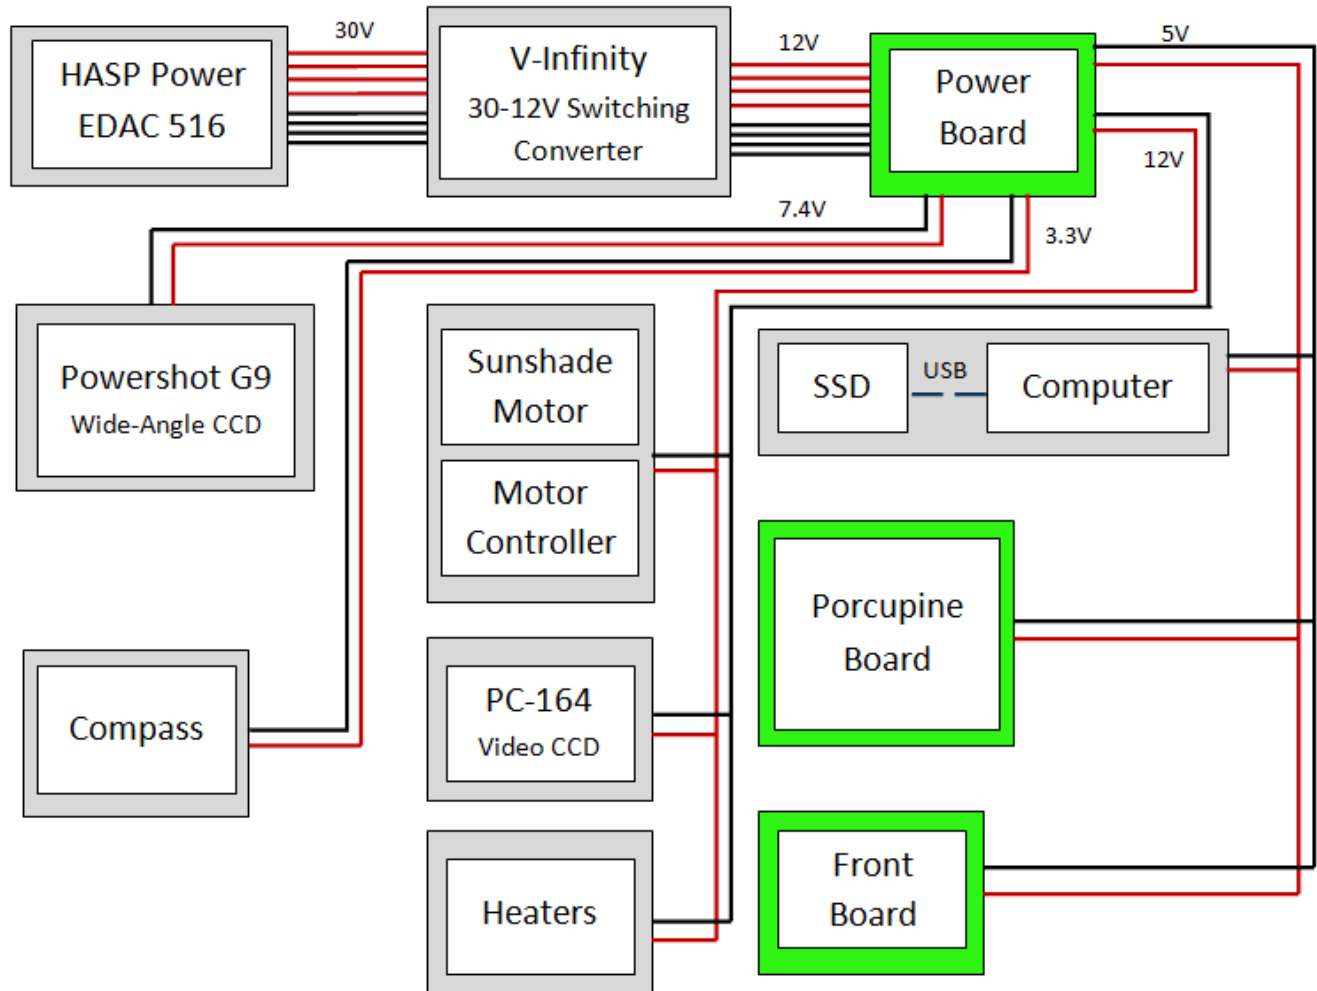 30V
12V
5V
HASP Power
EDAC 516
V-Infinity
30-12V Switching
Converter
Power
Board
12V
7.4V
3.3V
Powershot G9
Wide-Angle CCD
Sunshade
Motor
Motor
Controller
SSD
USB
Computer
Porcupine
Board
Compass
PC-164
Video CCD
Heaters
Front
Board